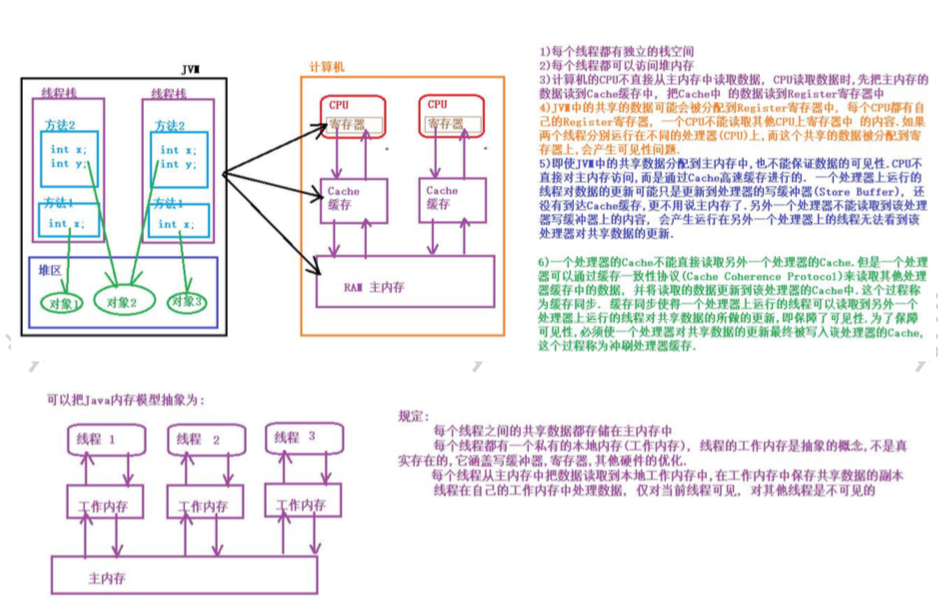 JVM
线程栈
线程栈
方法2
int x;
int y;
方法1
int x;
方法2
int x;
int y;
方法1
int x;
堆区
对象1
对象2
对象3
计算机
CPU
寄存器
CPU
寄存器
Cache
缓存
Cache
缓存
RAM 主内存
1)每个线程都有独立的栈空间
2)每个线程都可以访问堆内存
3)计算机的CPU不直接从主内存中读取数据, CPU读取数据时,先把主内存的
数据读到Cache缓存中, 把Cache中 的数据读到Register寄存器中
4)JVM中的共享的数据可能会被分配到Register寄存器中, 每个CPU都有自
己的Register寄存器, 一个CPU不能读取其他CPU上寄存器中 的内容.如果
两个线程分别运行在不同的处理器(CPU)上,而这个共享的数据被分配到寄
存器上,会产生可见性问题.
5)即使JVM中的共享数据分配到主内存中,也不能保证数据的可见性.CPU不
直接对主内存访问,而是通过Cache高速缓存进行的. 一个处理器上运行的
线程对数据的更新可能只是更新到处理器的写缓冲器(Store Buffer), 还
没有到达Cache缓存,更不用说主内存了.另外一个处理器不能读取到该处理
器写缓冲器上的内容, 会产生运行在另外一个处理器上的线程无法看到该
处理器对共享数据的更新.
6)一个处理器的Cache不能直接读取另外一个处理器的Cache.但是一个处理
器可以通过缓存一致性协议(Cache Coherence Protocol)来读取其他处理
器缓存中的数据, 并将读取的数据更新到该处理器的Cache中.这个过程称
为缓存同步. 缓存同步使得一个处理器上运行的线程可以读取到另外一个
处理器上运行的线程对共享数据的所做的更新,即保障了可见性.为了保障
可见性,必须使一个处理器对共享数据的更新最终被写入该处理器的Cache,
这个过程称为冲刷处理器缓存.
可以把Java内存模型抽象为:
线程 1
线程 2
线程 3
工作内存
工作内存
工作内存
主内存
规定:
每个线程之间的共享数据都存储在主内存中
每个线程都有一个私有的本地内存(工作内存), 线程的工作内存是抽象的概念,不是真
实存在的,它涵盖写缓冲器,寄存器,其他硬件的优化.
每个线程从主内存中把数据读取到本地工作内存中,在工作内存中保存共享数据的副本
线程在自己的工作内存中处理数据, 仅对当前线程可见, 对其他线程是不可见的